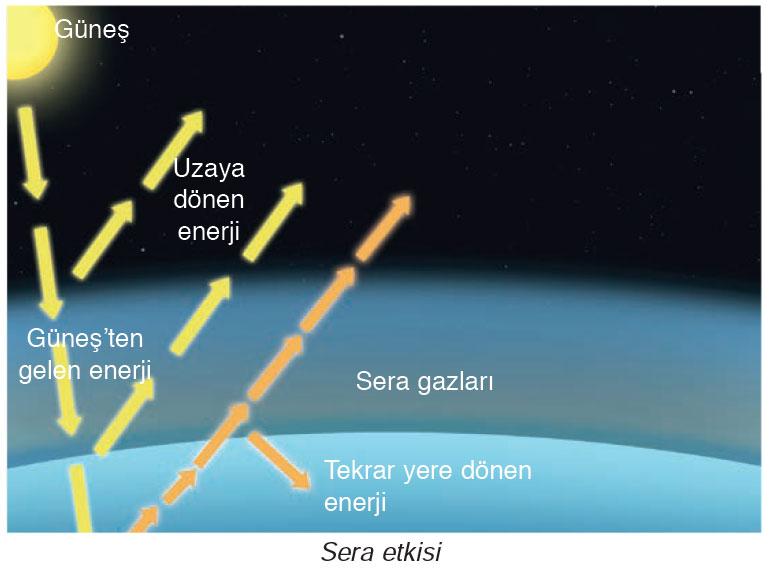 Güneş
Uzaya
dönen
enerji
Güneş’ten
gelen enerji
Sera gazları
Tekrar yere dönen
enerji
Sera etkisi